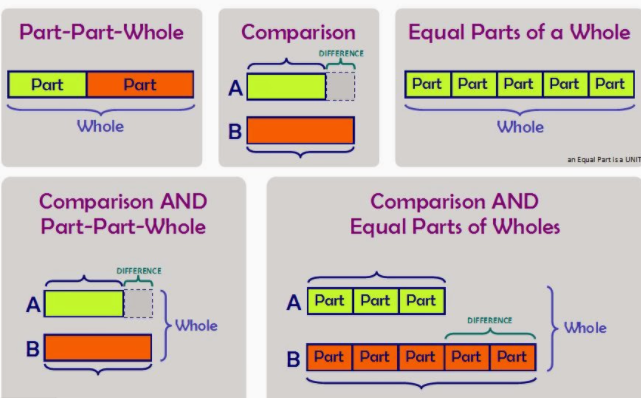 Part-Part-Whole
Part Part
Whole
Comparison
DIFFERENCE
A
B
Equal Parts of a Whole
Part Part Part Part Part
Whole
an Equal Part is a UNIT
Comparison AND
Part-Part-Whole
DIFFERENCE
A
B
Whole
Comparison AND
Equal Parts of Wholes
A Part Part Part
DIFFERENCE
B Part Part Part Part Part
Whole